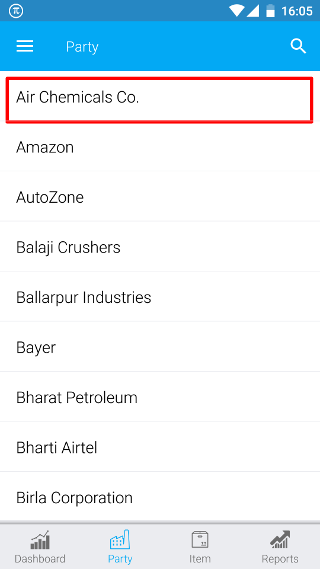 16:05
Party
Air Chemicals Co.
Amazon
AutoZone
Balaji Crushers
Ballarpur Industries
Bayer
Bharat Petroleum
Bharti Airtel
Birla Corporation
Dashboard Party Item Reports